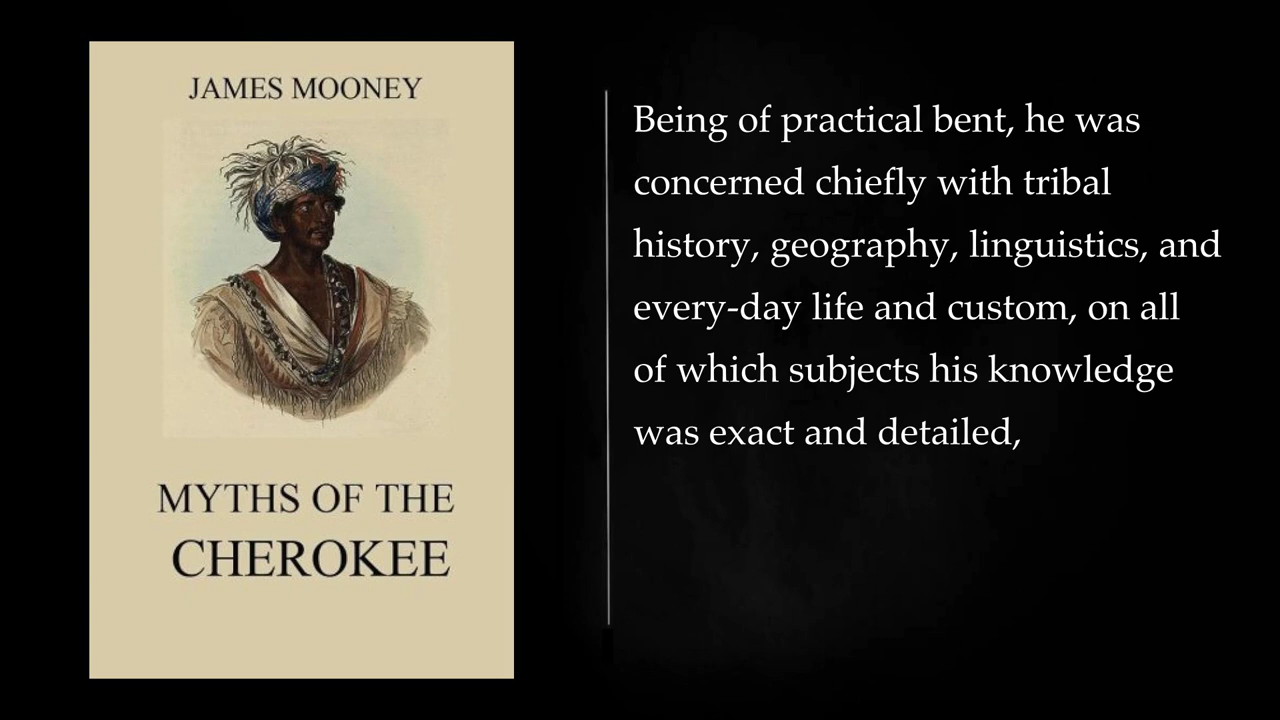 JAMES MOONEY
MYTHS OF THE
CHEROKEE
Being of practical bent, he was
concerned chiefly with tribal
history, geography, linguistics, and
every-day life and custom, on all
of which subjects his knowledge
was exact and detailed,